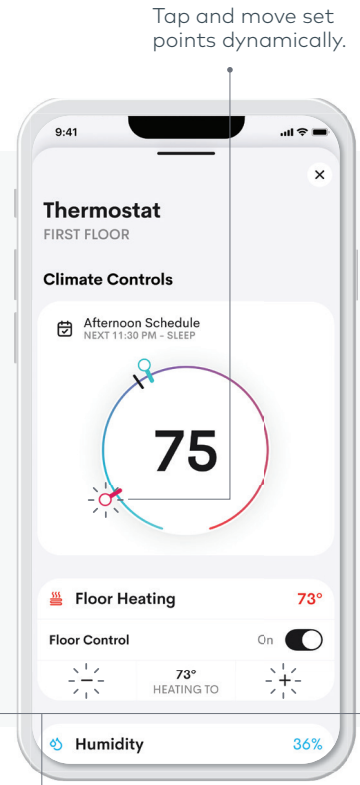 Tap and move set
points dynamically.
9:41
Thermostat
FIRST FLOOR
Climate Controls
Afternoon Schedule
NEXT 11:30 PM - SLEEP
75
Floor Heating 73°
Floor Control On
73°
HEATING TO
Humidity 36%